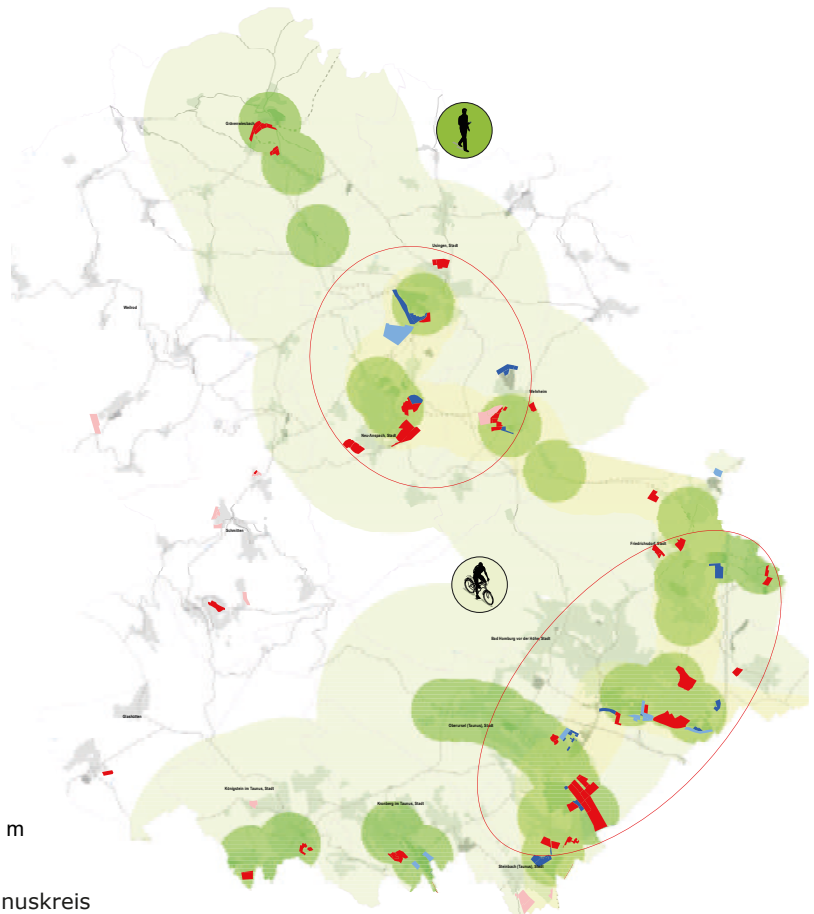 Grävenwiesbach
Usingen, Stadt
Weilrod
Wehrheim
Neu-Anspach, Stadt
Schmitten
Friedrichsdorf, Stadt
Bad Homburg vor der Höhe, Stadt
Glashütten
Oberursel (Taunus), Stadt
Königstein im Taunus, Stadt
Kronberg im Taunus, Stadt
m
Steinbach (Taunus), Stadt
nuskreis